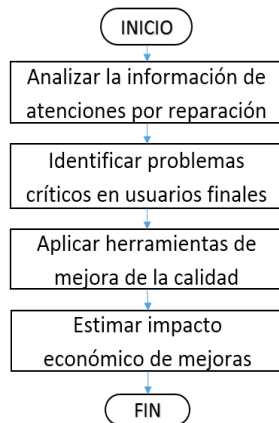 INICIO
Analizar la información de
atenciones por reparación
Identificar problemas
críticos en usuarios finales
Aplicar herramientas de
mejora de la calidad
Estimar impacto
económico de mejoras
FIN